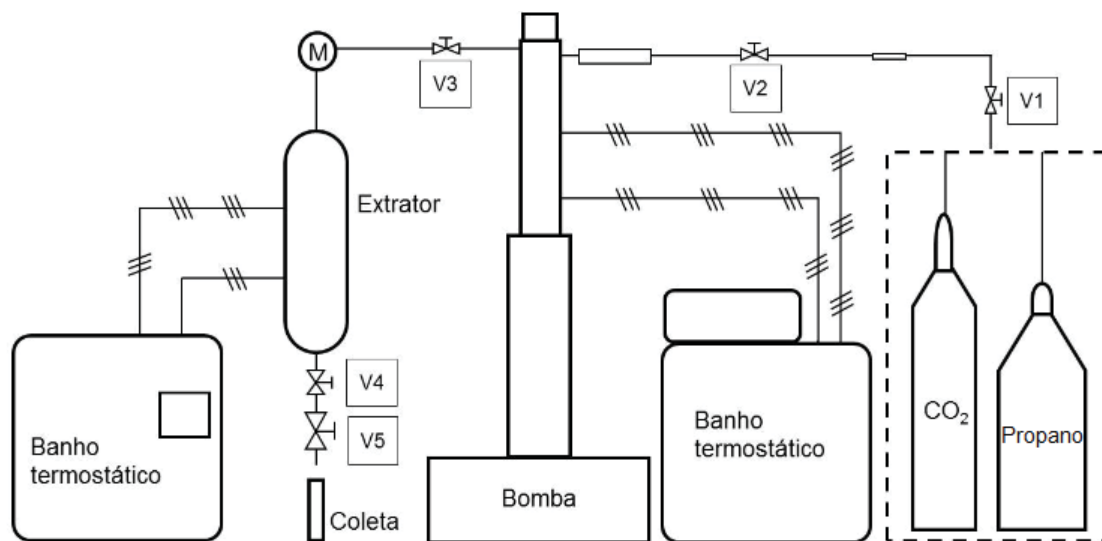 M
V3
V2
V1
Extrator
V4
V5
Banho
termostático
Coleta
Bomba
Banho
termostático
CO₂
Propano